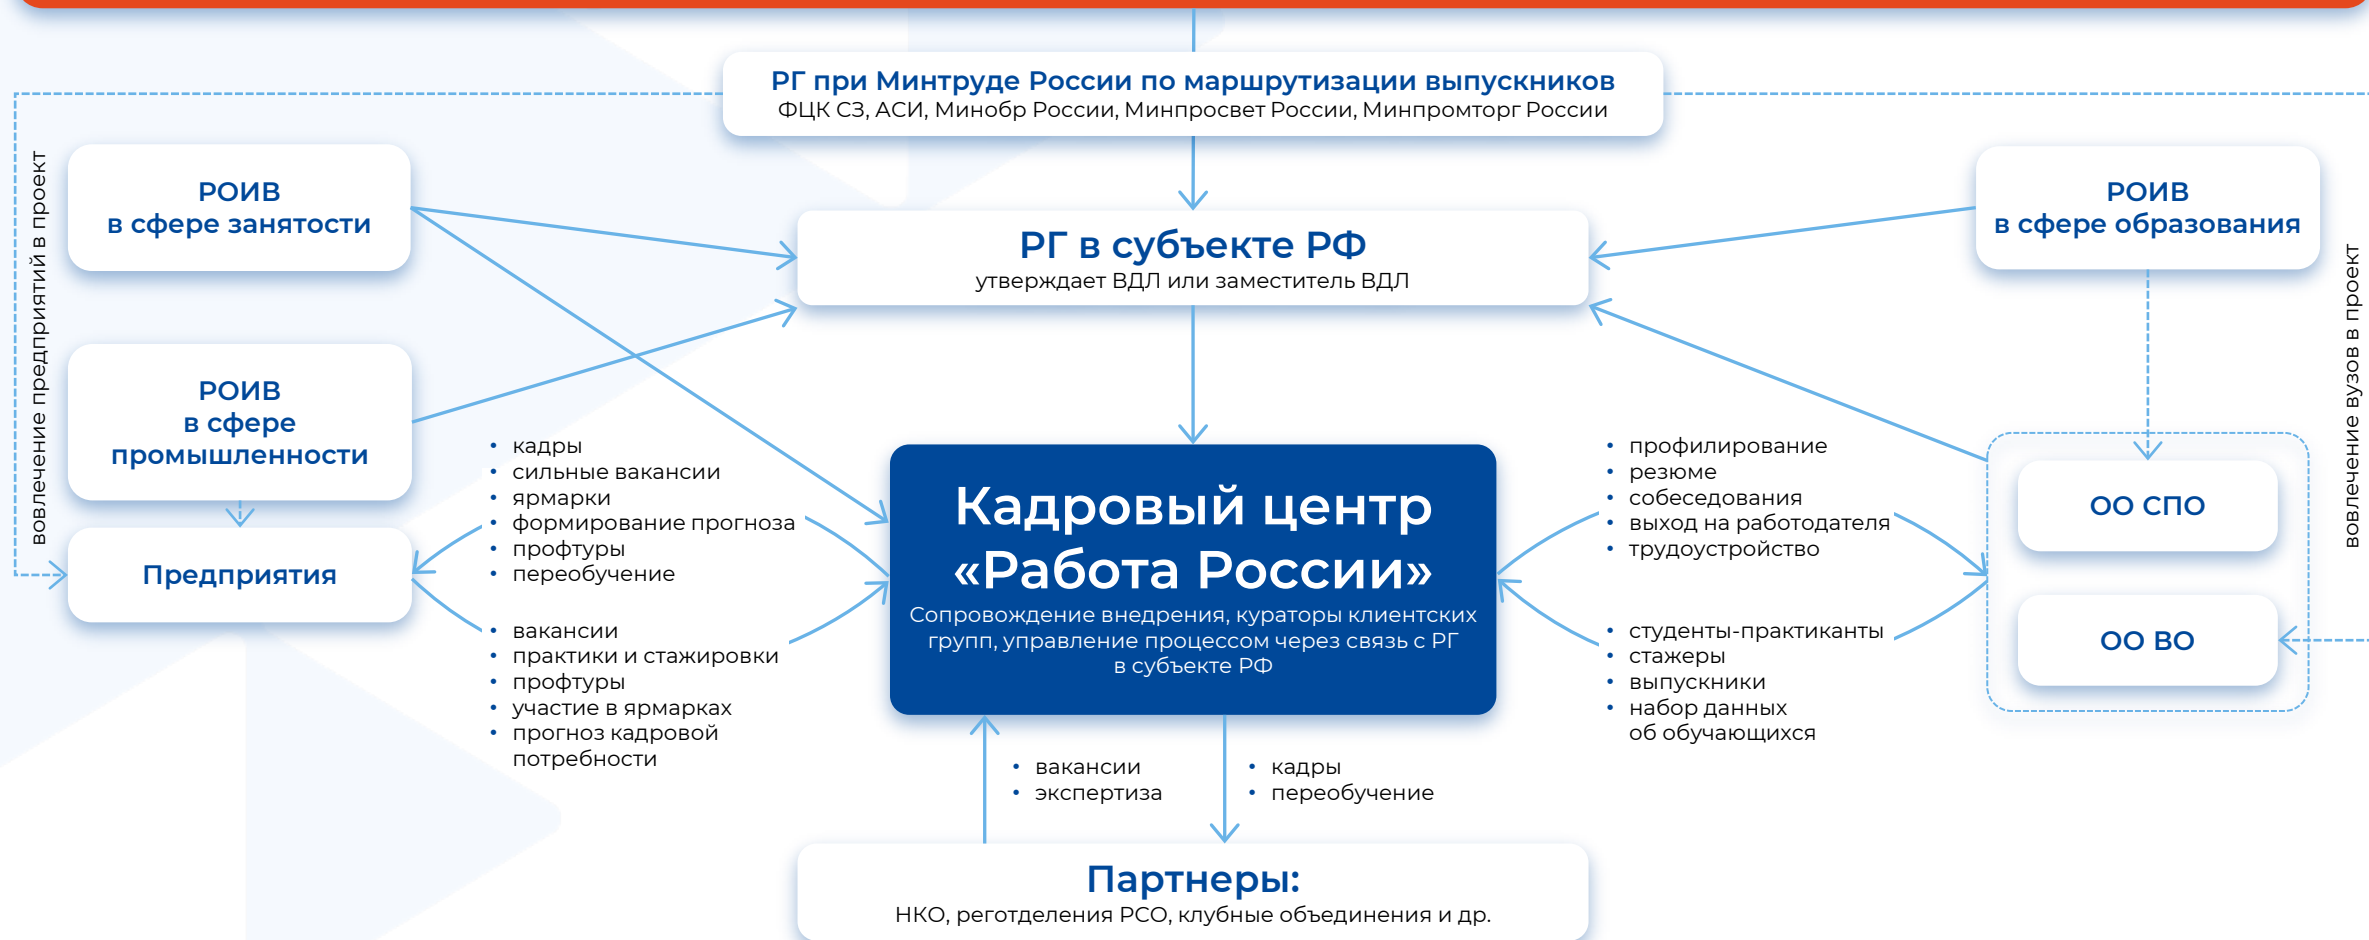 РГ при Минтруде России по маршрутизации выпускников
ФЦК СЗ, АСИ, Минобр России, Минпросвет России, Минпромторг России
вовлечение предприятий в проект
РОИВ
в сфере занятости
РГ в субъекте РФ
утверждает ВДЛ или заместитель ВДЛ
РОИВ
в сфере образования
вовлечение вузов в проект
РОИВ
в сфере
промышленности
Предприятия
• кадры
• сильные вакансии
• ярмарки
• формирование прогноза
• профтуры
• переобучение
• вакансии
• практики и стажировки
• профтуры
• участие в ярмарках
• прогноз кадровой
потребности
Кадровый центр
«Работа России»
Сопровождение внедрения, кураторы клиентских
групп, управление процессом через связь с РГ
в субъекте РФ
• профилирование
• резюме
• собеседования
• выход на работодателя
• трудоустройство
• студенты-практиканты
• стажеры
• выпускники
• набор данных
об обучающихся
ОО СПО
ОО ВО
• вакансии
• экспертиза
• кадры
• переобучение
Партнеры:
НКО, реготделения РСО, клубные объединения и др.